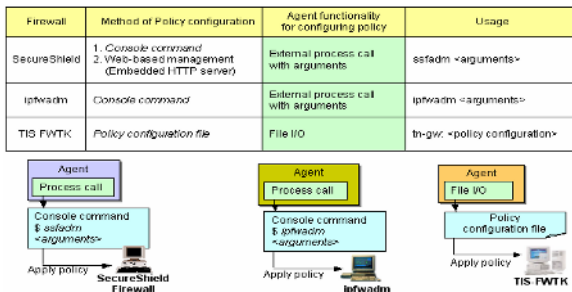 Firewall
Method of Policy configuration
Agent functionality
for configuring policy
Usage
SecureShield
1. Console command
2. Web-based management
(Embedded HTTP server)
External process call
with arguments
ssfadm <arguments>
ipfwadm
Console command
External process call
with arguments
ipfwadm <arguments>
TIS FWTK
Policy configuration file
File I/O
tn-gw: <policy configuration>
Agent
Process call
Console command
$ ssfadm
<arguments>
Apply policy
SecureShield
Firewall
Agent
Process call
Console command
$ ipfwadm
<arguments>
Apply policy
ipfwadm
Agent
File I/O
Policy
configuration file
Apply policy
TIS-FWTK